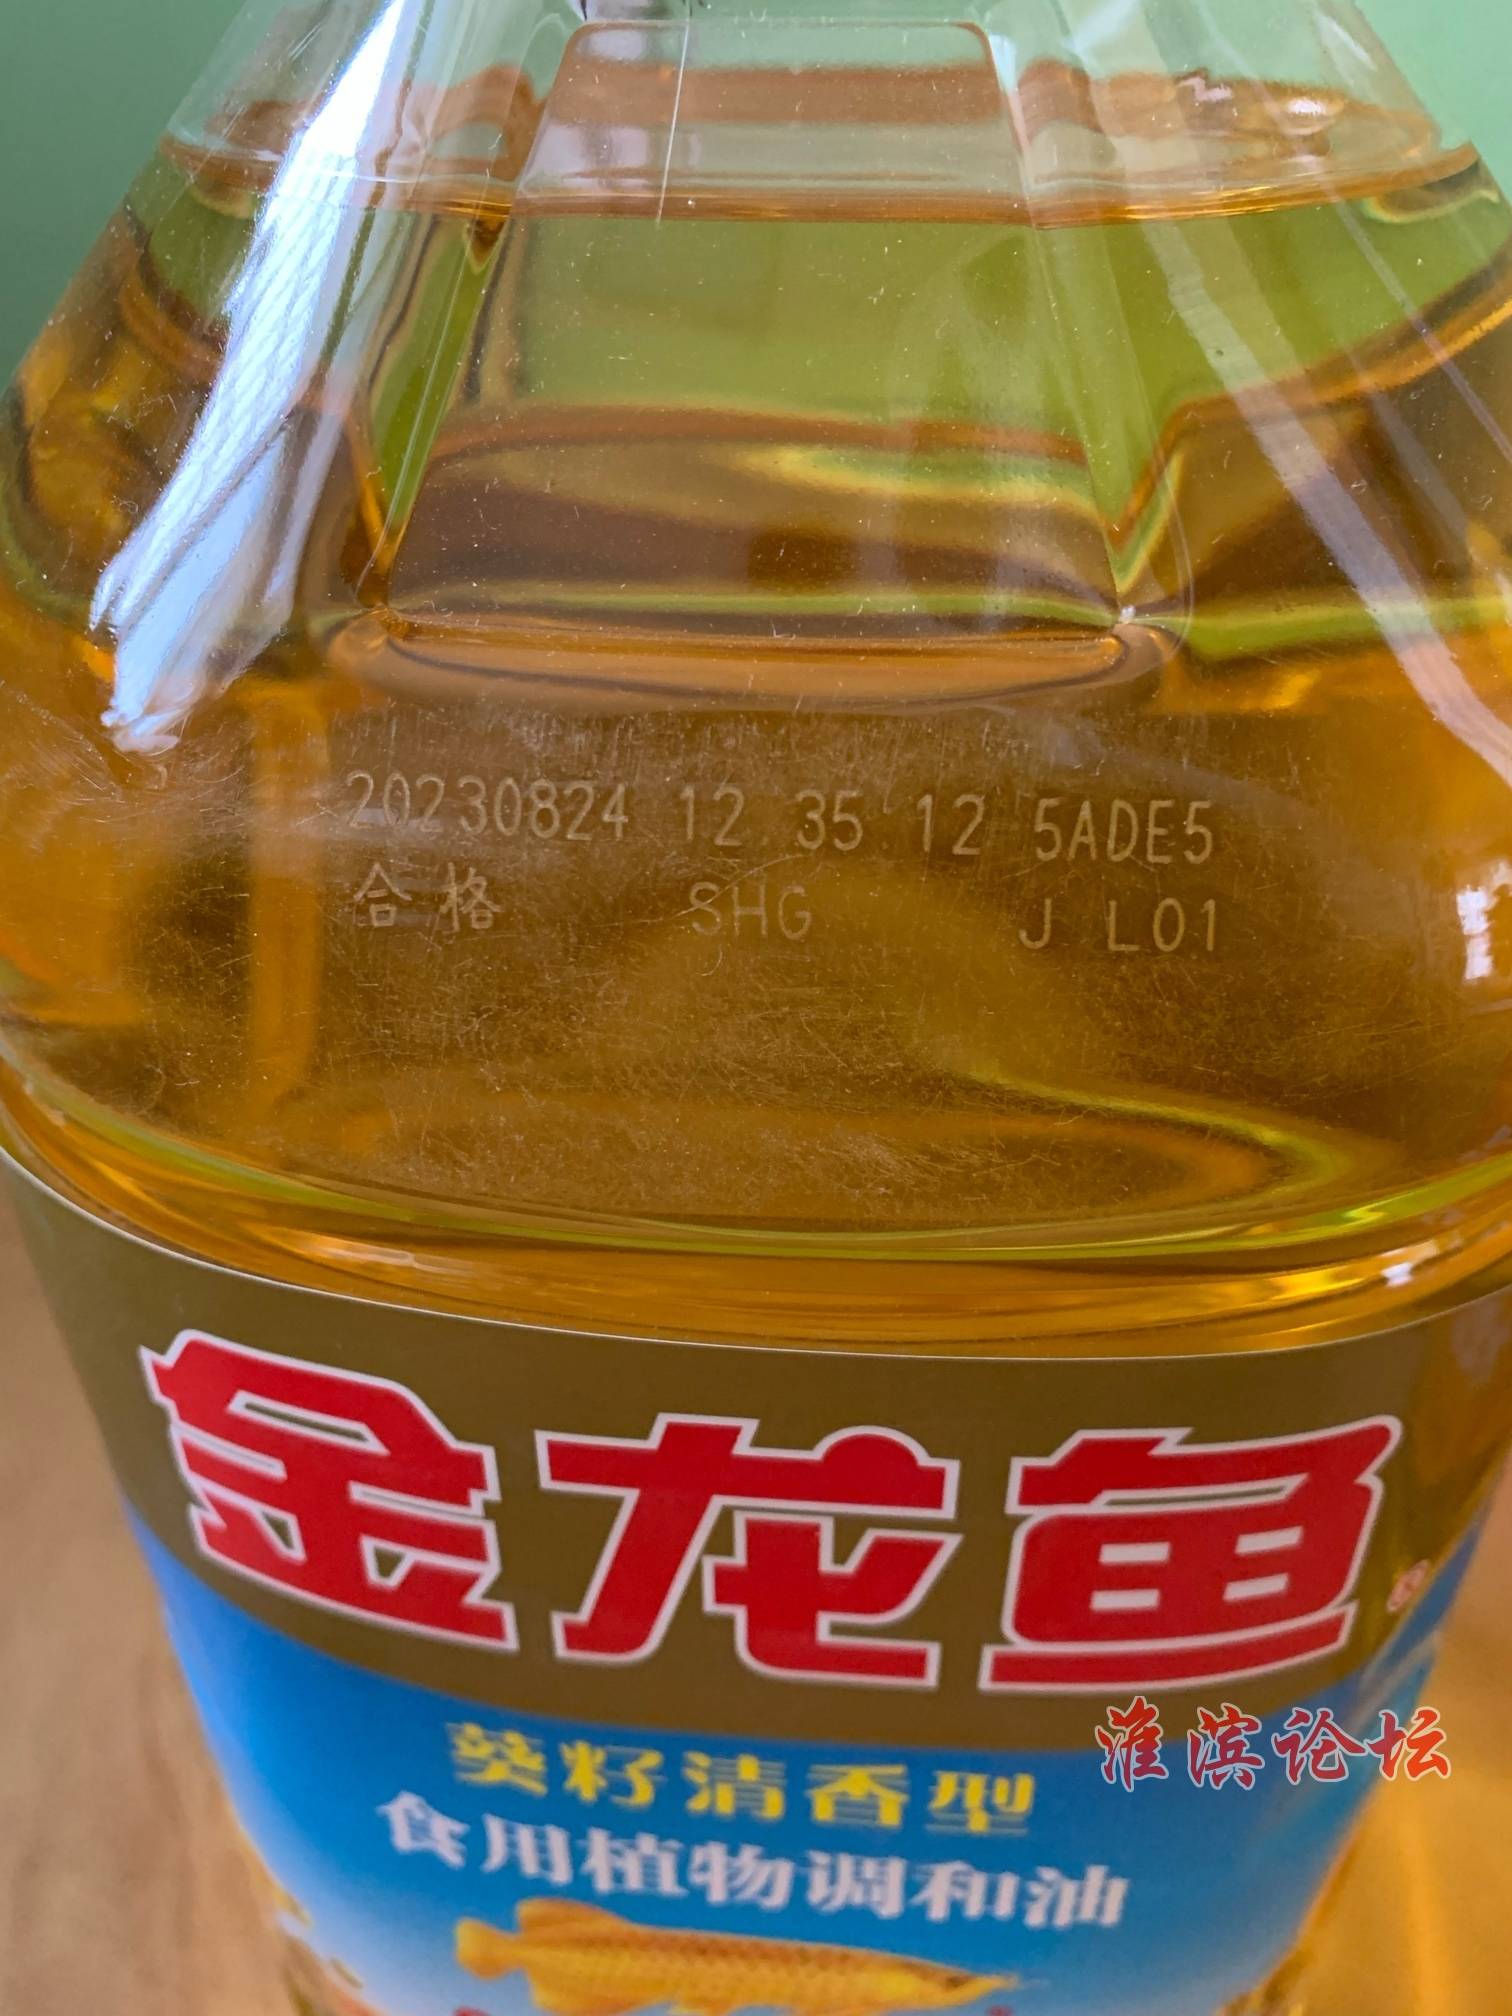 20230824 12 35 12 5ADE5
合格 SHG J L01
金龙鱼
淮滨论坛
葵籽清香型
食用植物调和油